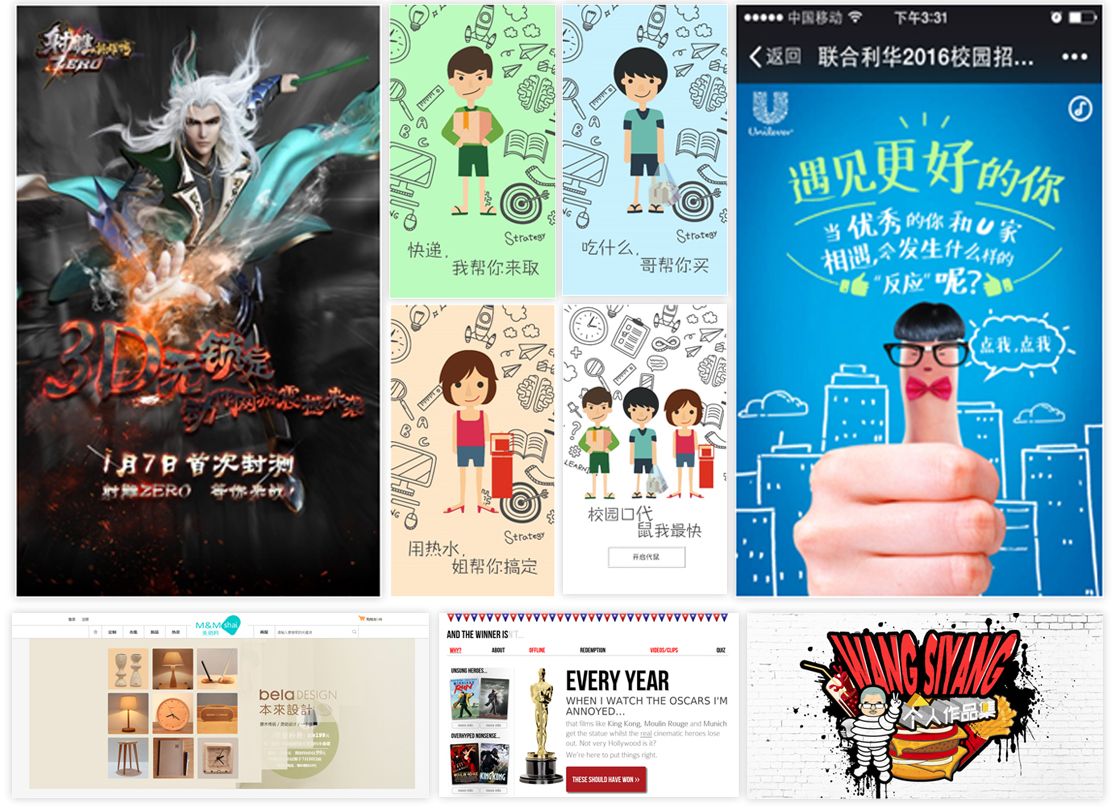 射雕
ZERO
3D无锁定
1月7日 首次封测
射雕ZERO
A
B
C
Strategy
快递,
我帮你来取
A
B
C
Strategy
吃什么,
哥帮你买
A
B
C
Strategy
用热水,
姐帮你搞定
LEARN
校园口代
鼠我最快
开启代鼠
中国移动
下午3:31
返回
联合利华2016校园招...
Unilever
遇见更好的你
当优秀的你和U家
相遇,会发生什么样的
“反应”呢?
点我,点我
M&M
shai
bela DESIGN
本來設計
AND THE WINNER ISN'T...
WHY?
ABOUT
OFFLINE
REDEMPTION
VIDEOS/CLIPS
QUIZ
UNSUNG HEROES...
OVERHYPED NONSENSE...
KING KONG
EVERY YEAR
WHEN I WATCH THE OSCARS I'M
ANNOYED...
that films like King Kong, Moulin Rouge and Munich
get the statue whilst the real cinematic heroes lose
out. Not very Hollywood is it?
We're here to put things right.
THESE SHOULD HAVE WON >>
WANG SIYANG
个人作品集